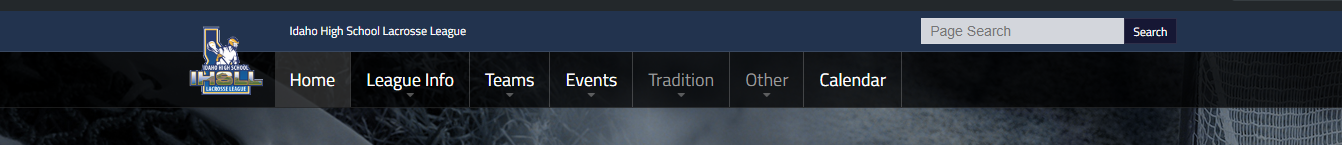 Idaho High School Lacrosse League
Page Search
Search
IDAHO HIGH SCHOOL
IHSLL
LACROSSE LEAGUE
Home
League Info
Teams
Events
Tradition
Other
Calendar